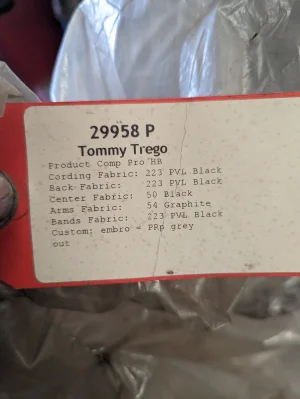 29958 P
Tommy Trego
Product Comp Pro HB
Cording Fabric: 223 PVL Black
Back Fabric: 223 PVL Black
Center Fabric: 50 Black
Arms Fabric: 54 Graphite
Bands Fabric: 223 PVL Black
Custom: embro = PRp grey
out